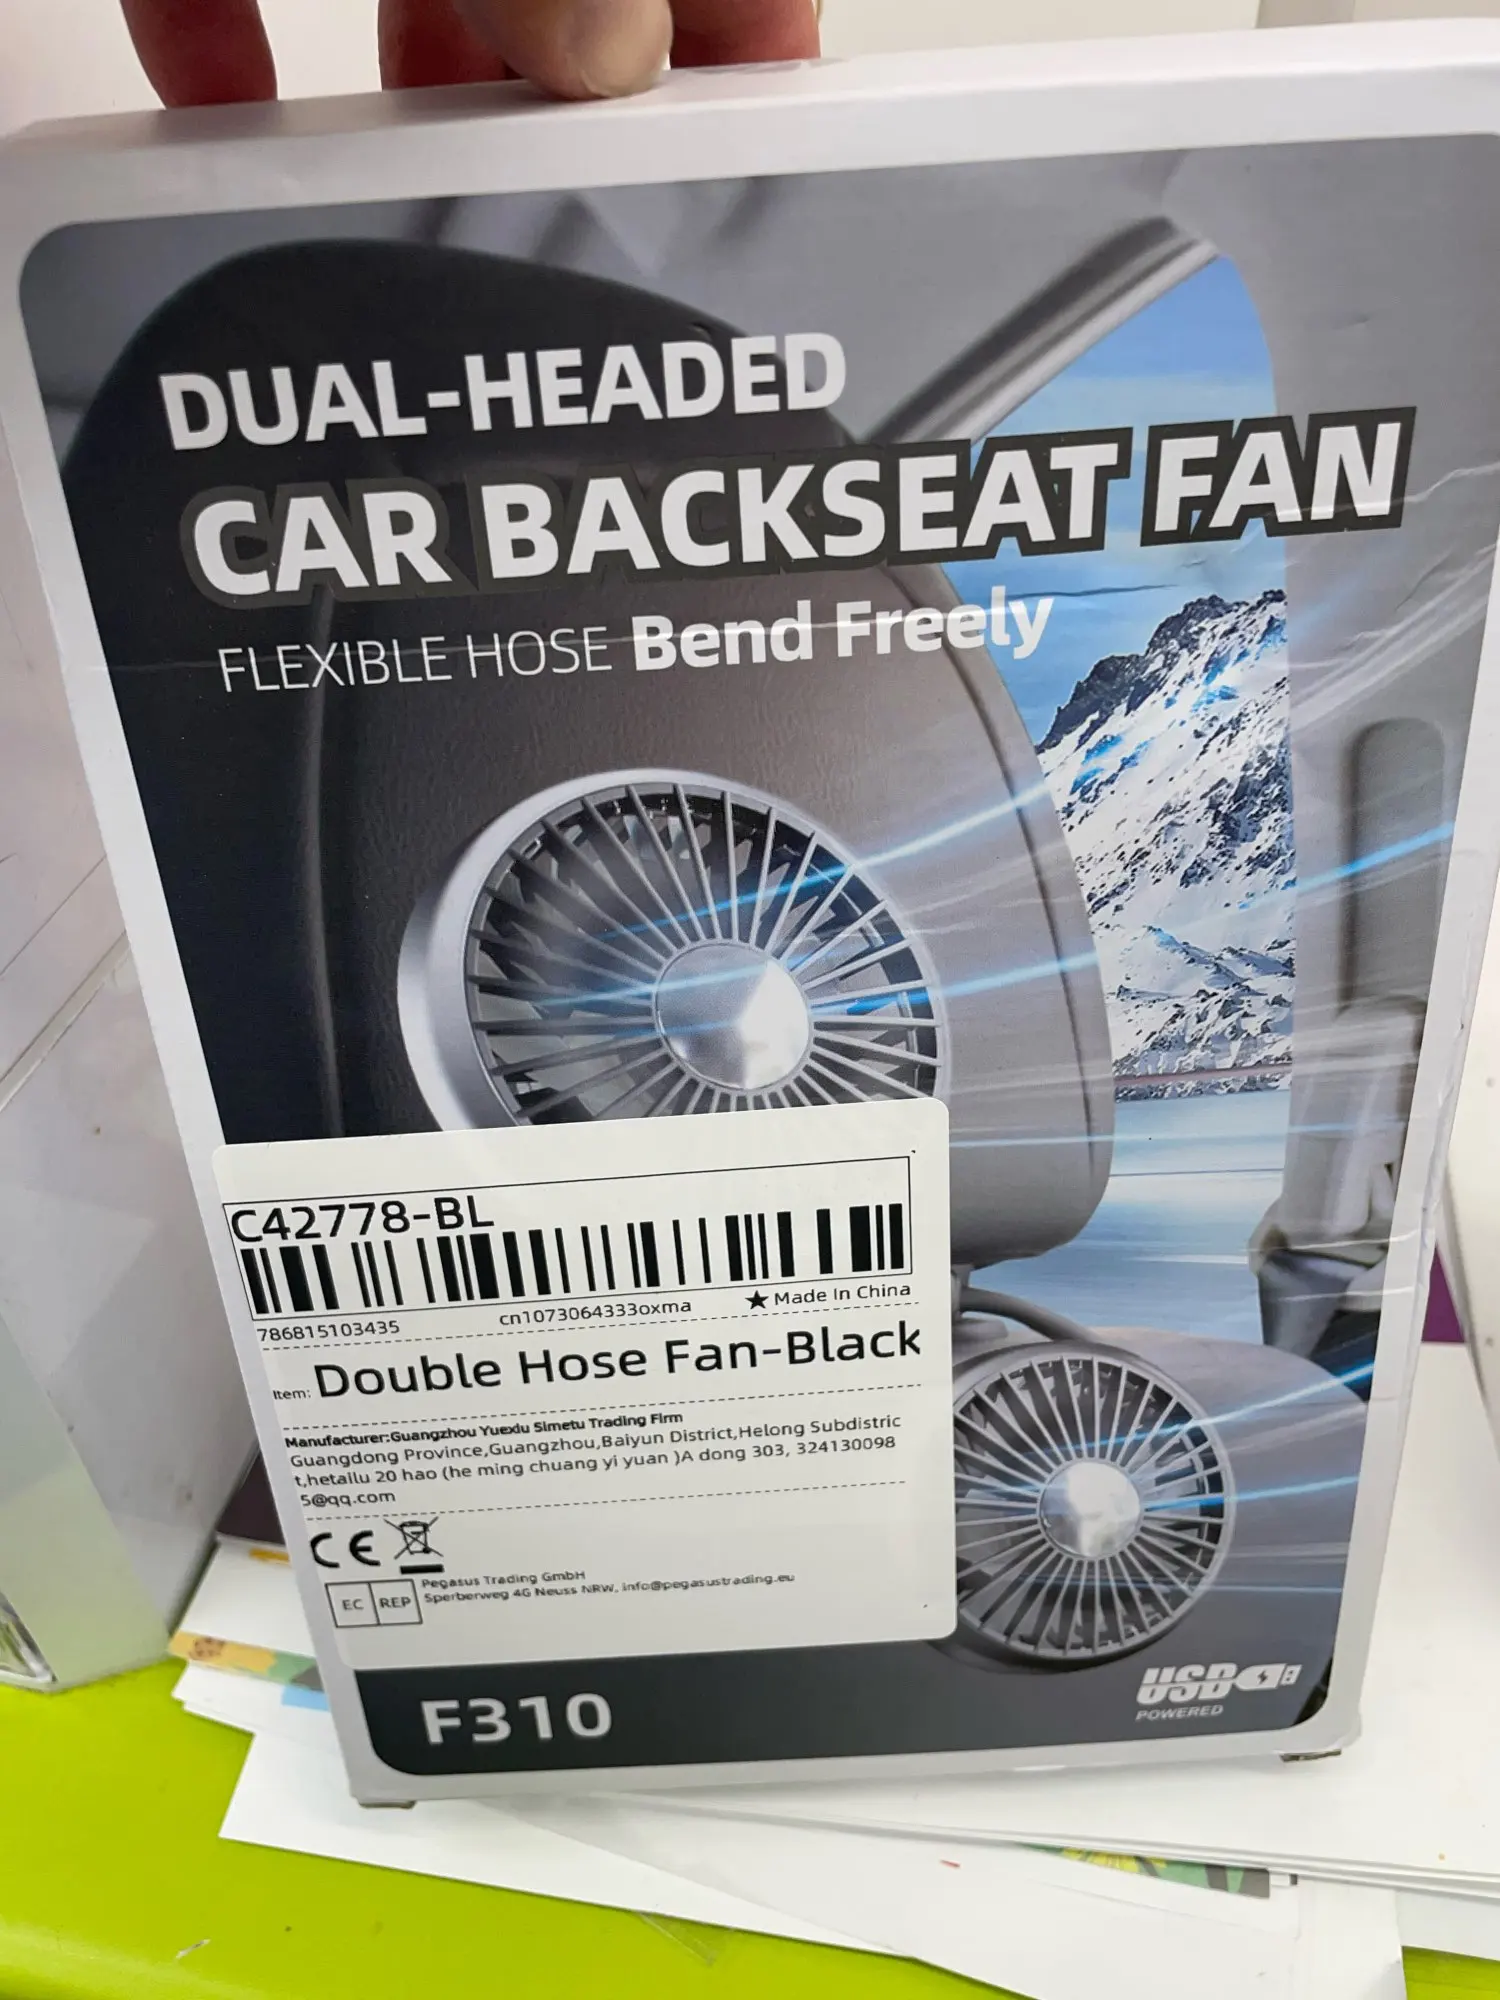 DUAL-HEADED
CAR BACKSEAT FAN
FLEXIBLE HOSE Bend Freely
C42778-BL
786815103435
cn1073064333oxma
★ Made In China
Item: Double Hose Fan-Black
Manufacturer:Guangzhou Yuexiu Simetu Trading Firm
Guangdong Province,Guangzhou,Baiyun District,Helong Subdistric
t,hetailu 20 hao (he ming chuang yi yuan )A dong 303, 324130098
5@qq.com
CE
EC REP
Pegasus Trading GmbH
Sperberweg 4G Neuss NRW, info@pegasustrading.eu
F310
USB
POWERED